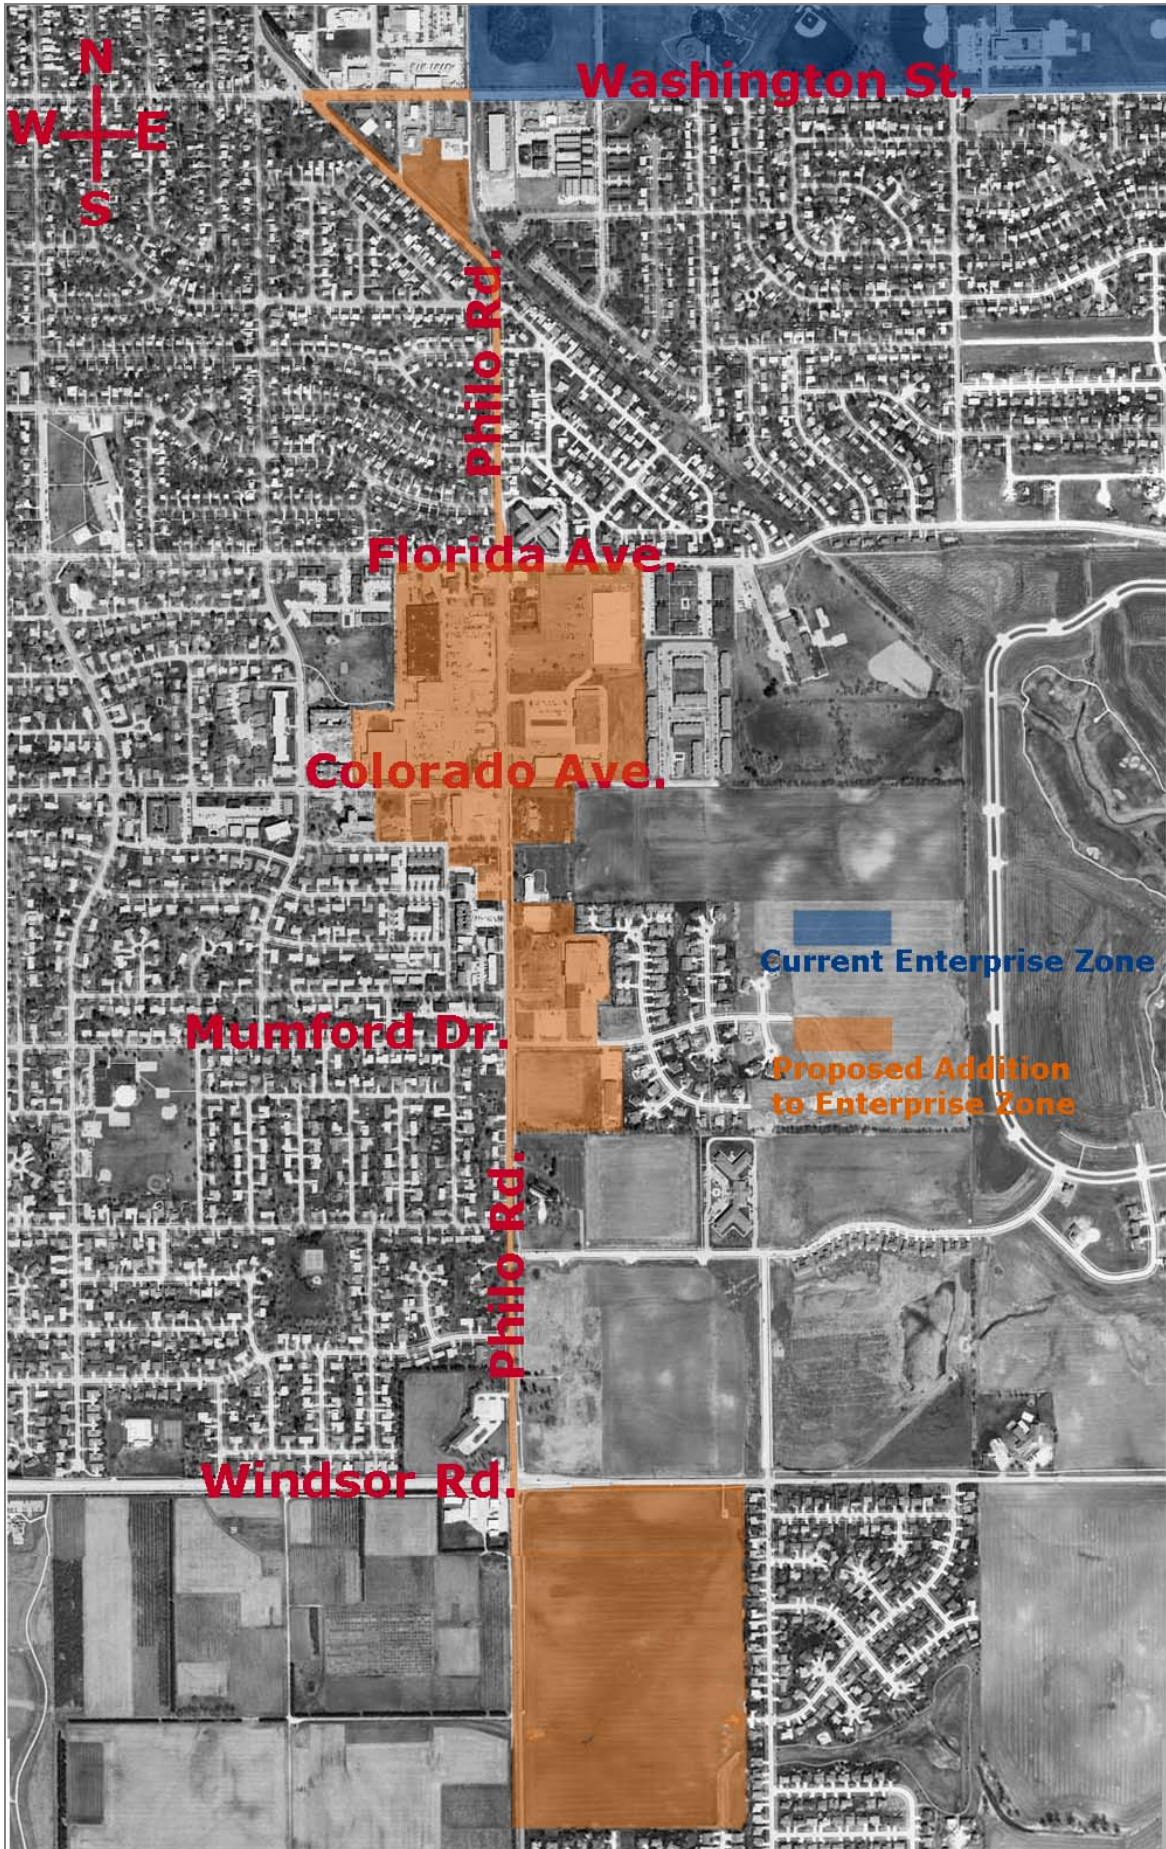 N
Washington St.
W E
S
Philo Rd.
Florida Ave.
Colorado Ave.
Current Enterprise Zone
Mumford Dr.
Proposed Addition
to Enterprise Zone
Philo Rd.
Windsor Rd.